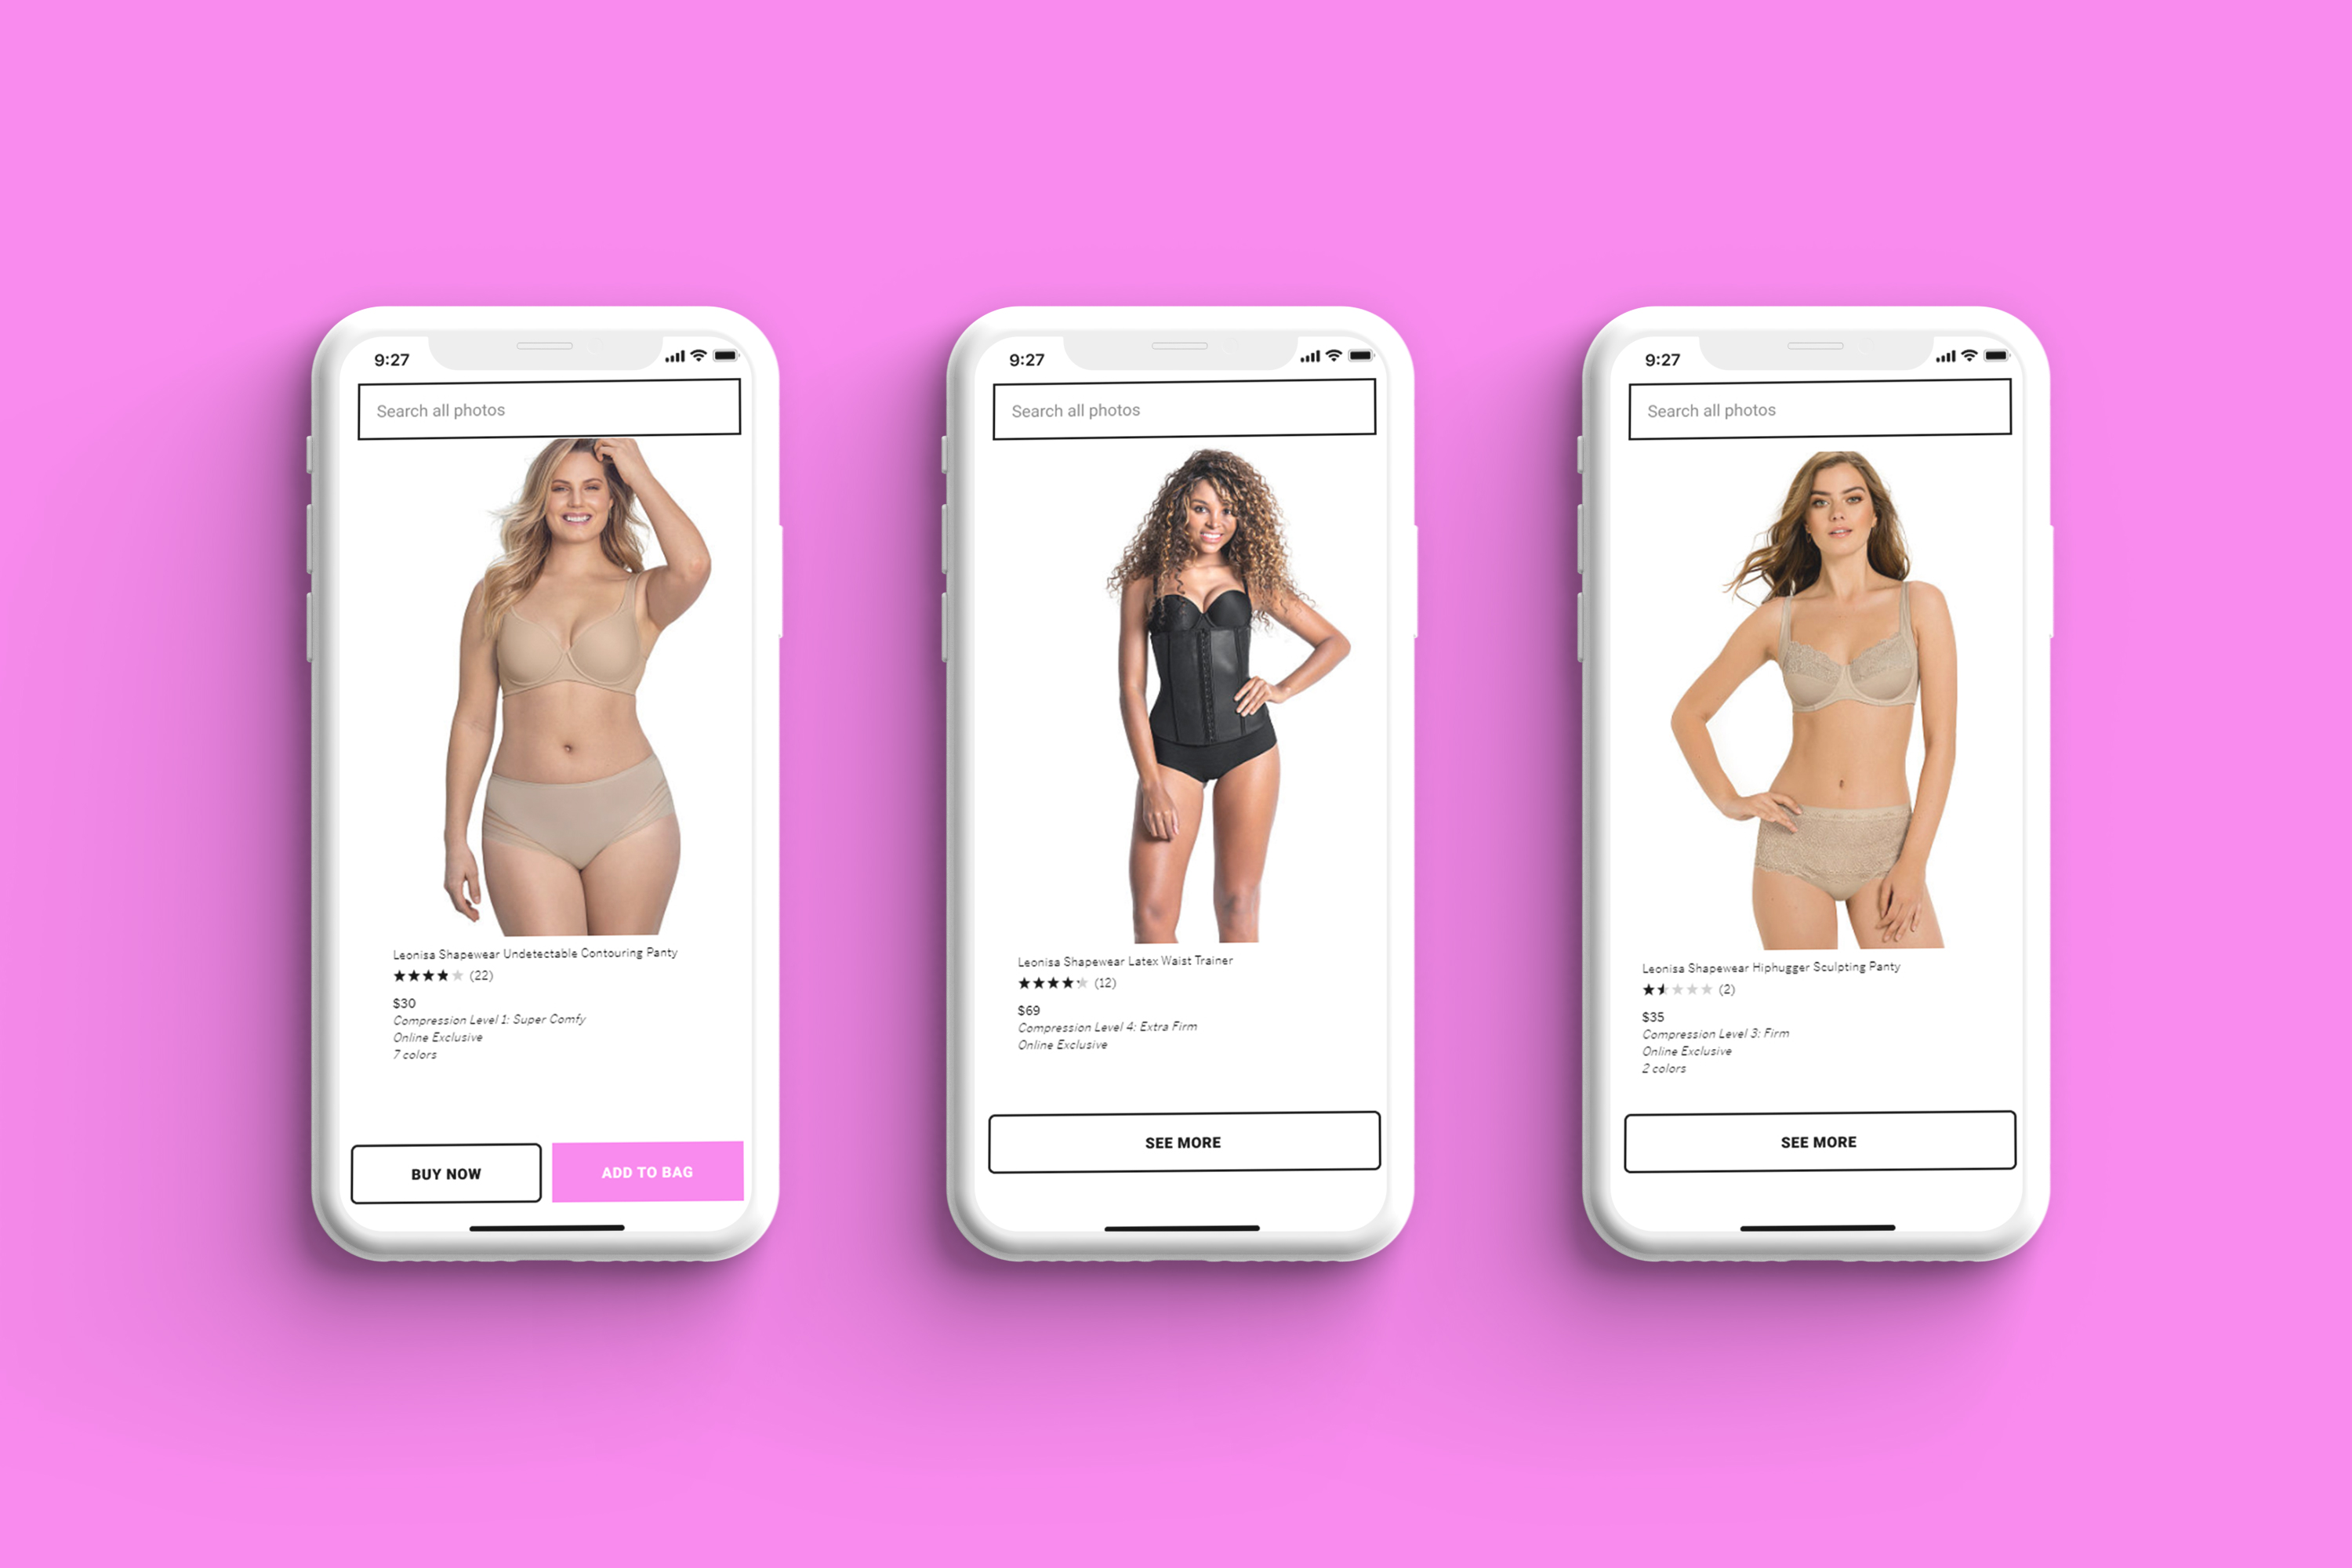 9:27
Search all photos
Leonisa Shapewear Undetectable Contouring Panty
(22)
$30
Compression Level 1: Super Comfy
Online Exclusive
7 colors
BUY NOW
ADD TO BAG
9:27
Search all photos
Leonisa Shapewear Latex Waist Trainer
(12)
$69
Compression Level 4: Extra Firm
Online Exclusive
SEE MORE
9:27
Search all photos
Leonisa Shapewear Hiphugger Sculpting Panty
(2)
$35
Compression Level 3: Firm
Online Exclusive
2 colors
SEE MORE